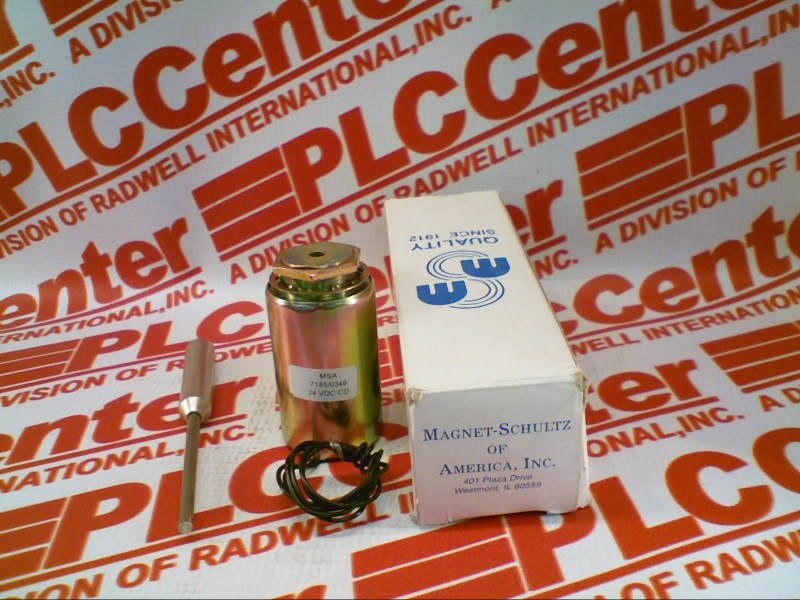 PLCCenter
A DIVISION OF RADWELL INTERNATIONAL, INC.
QUALITY
SINCE 1912
MSA
7185/0349
24 VDC-CD
MAGNET-SCHULTZ
OF
AMERICA, INC.
401 Plaza Drive
Westmont, IL 60559